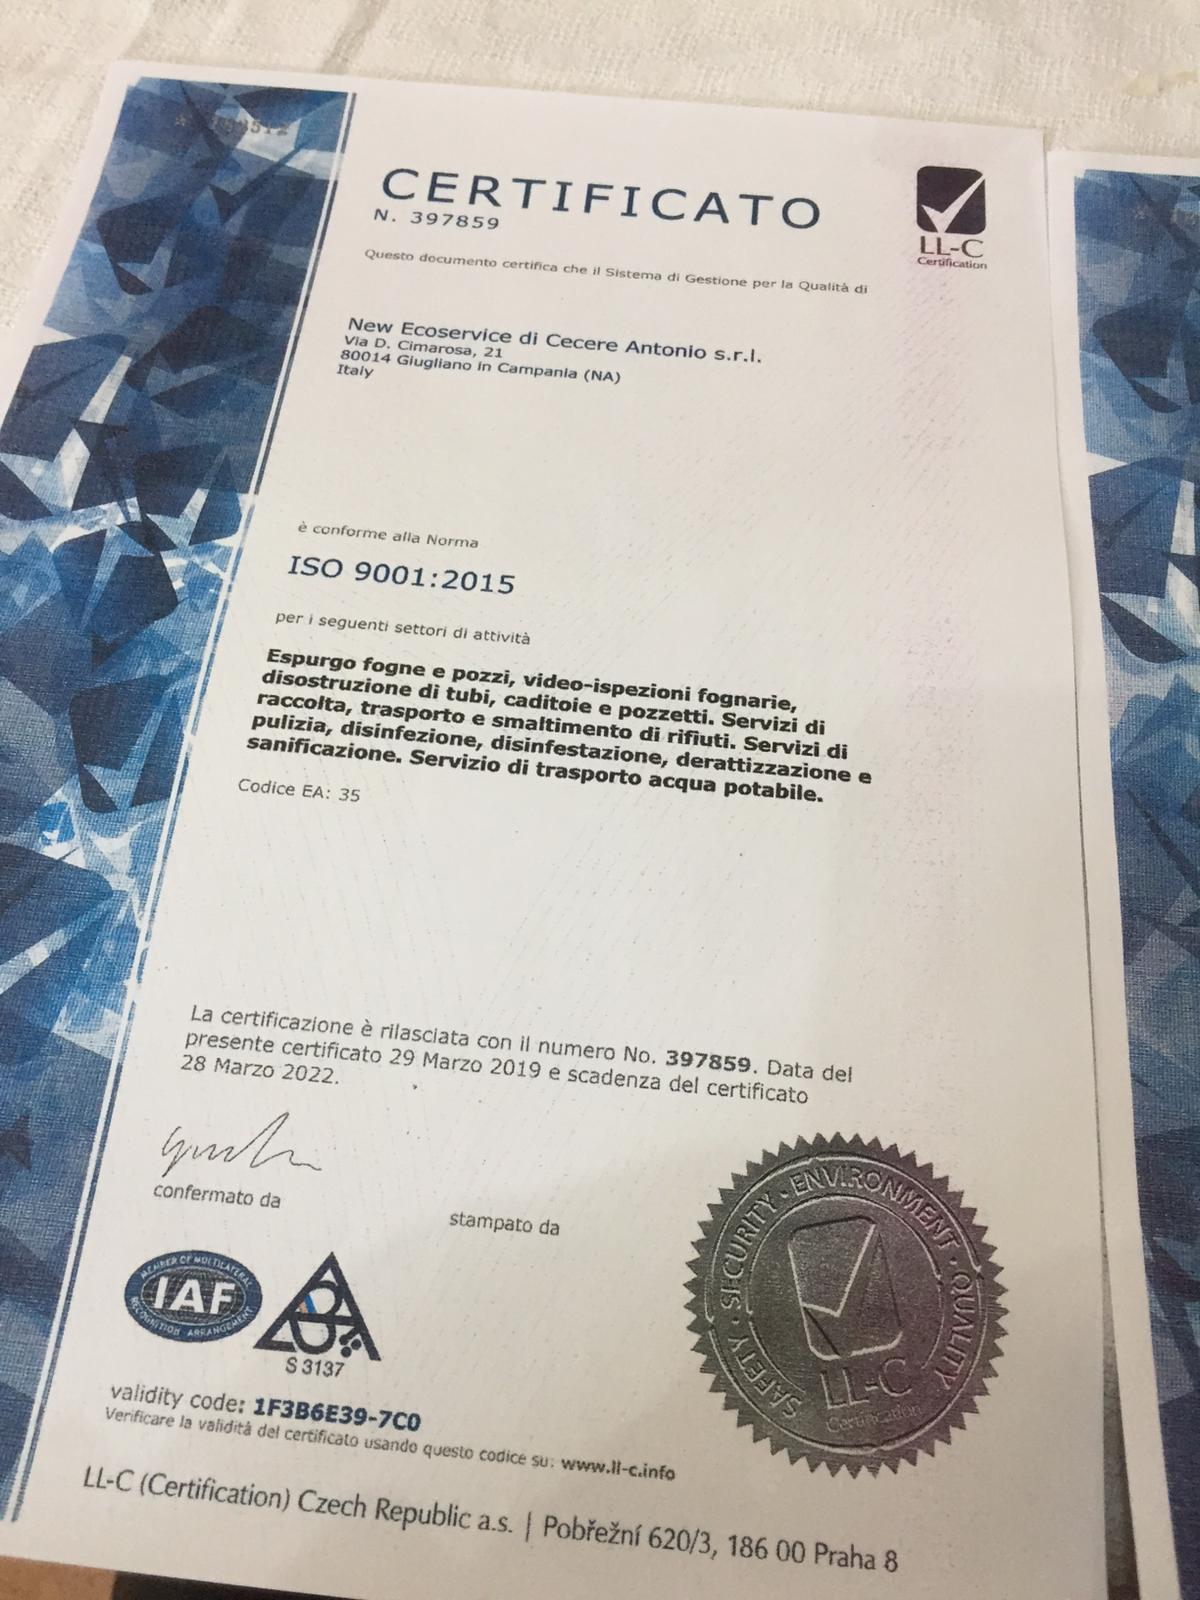 CERTIFICATO
N. 397859
LL-C
Certification
Questo documento certifica che il Sistema di Gestione per la Qualità di
New Ecoservice di Cecere Antonio s.r.l.
Via D. Cimarosa, 21
80014 Giugliano in Campania (NA)
Italy
è conforme alla Norma
ISO 9001:2015
per i seguenti settori di attività
Espurgo fogne e pozzi, video-ispezioni fognarie,
disostruzione di tubi, caditoie e pozzetti. Servizi di
raccolta, trasporto e smaltimento di rifiuti. Servizi di
pulizia, disinfezione, disinfestazione, derattizzazione e
sanificazione. Servizio di trasporto acqua potabile.
Codice EA: 35
La certificazione è rilasciata con il numero No. 397859. Data del
presente certificato 29 Marzo 2019 e scadenza del certificato
28 Marzo 2022.
confermato da
stampato da
MEMBER OF MULTILATERAL
IAF
RECOGNITION ARRANGEMENT
S 3137
SAFETY · SECURITY · ENVIRONMENT · QUALITY
LL-C
Certification
validity code: 1F3B6E39-7C0
Verificare la validità del certificato usando questo codice su: www.ll-c.info
LL-C (Certification) Czech Republic a.s. | Pobřežní 620/3, 186 00 Praha 8